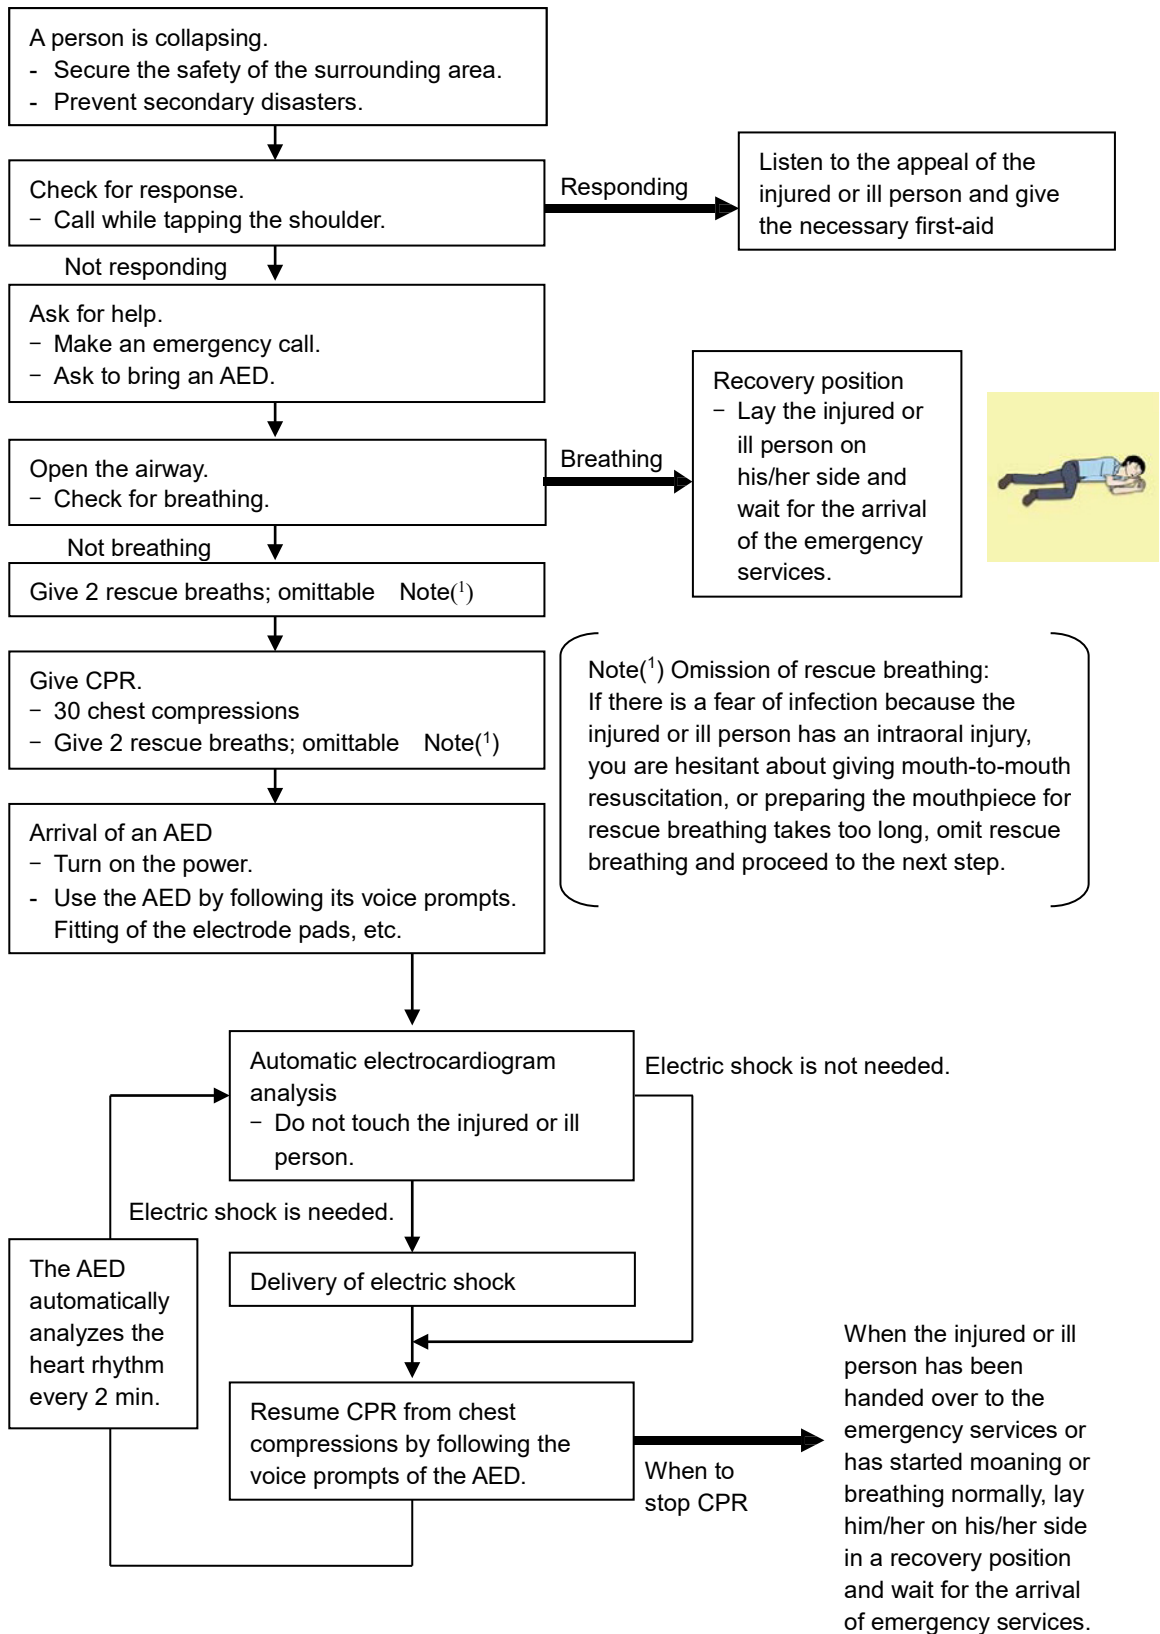 A person is collapsing.
- Secure the safety of the surrounding area.
- Prevent secondary disasters.
Check for response.
− Call while tapping the shoulder.
Responding
Listen to the appeal of the
injured or ill person and give
the necessary first-aid
Not responding
Ask for help.
− Make an emergency call.
− Ask to bring an AED.
Open the airway.
− Check for breathing.
Breathing
Recovery position
− Lay the injured or
ill person on
his/her side and
wait for the arrival
of the emergency
services.
Not breathing
Give 2 rescue breaths; omittable Note(¹)
Give CPR.
− 30 chest compressions
− Give 2 rescue breaths; omittable Note(¹)
Note(¹) Omission of rescue breathing:
If there is a fear of infection because the
injured or ill person has an intraoral injury,
you are hesitant about giving mouth-to-mouth
resuscitation, or preparing the mouthpiece for
rescue breathing takes too long, omit rescue
breathing and proceed to the next step.
Arrival of an AED
− Turn on the power.
- Use the AED by following its voice prompts.
Fitting of the electrode pads, etc.
Automatic electrocardiogram
analysis
− Do not touch the injured or ill
person.
Electric shock is not needed.
Electric shock is needed.
The AED
automatically
analyzes the
heart rhythm
every 2 min.
Delivery of electric shock
Resume CPR from chest
compressions by following the
voice prompts of the AED.
When to
stop CPR
When the injured or ill
person has been
handed over to the
emergency services or
has started moaning or
breathing normally, lay
him/her on his/her side
in a recovery position
and wait for the arrival
of emergency services.